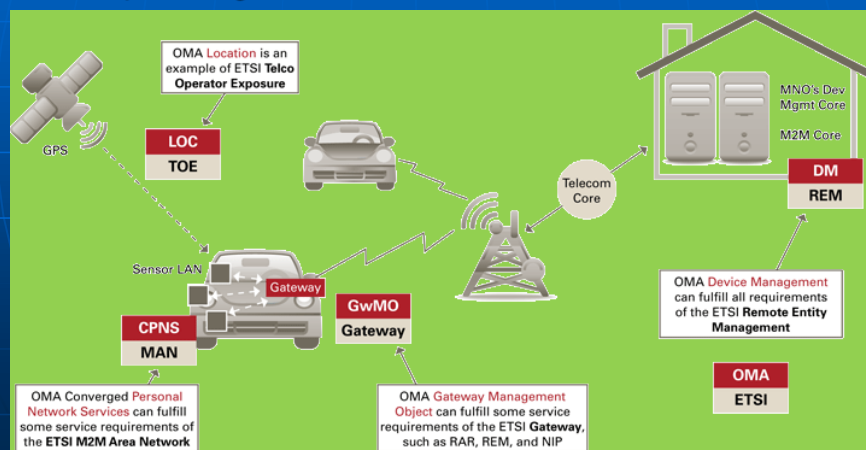 OMA Location is an
example of ETSI Telco
Operator Exposure
LOC
TOE
GPS
MNO's Dev
Mgmt Core
M2M Core
DM
REM
Telecom
Core
Sensor LAN
Gateway
GwMO
Gateway
CPNS
MAN
OMA Device Management
can fulfill all requirements
of the ETSI Remote Entity
Management
OMA
ETSI
OMA Converged Personal
Network Services can fulfill
some service requirements of
the ETSI M2M Area Network
OMA Gateway Management
Object can fulfill some service
requirements of the ETSI Gateway,
such as RAR, REM, and NIP